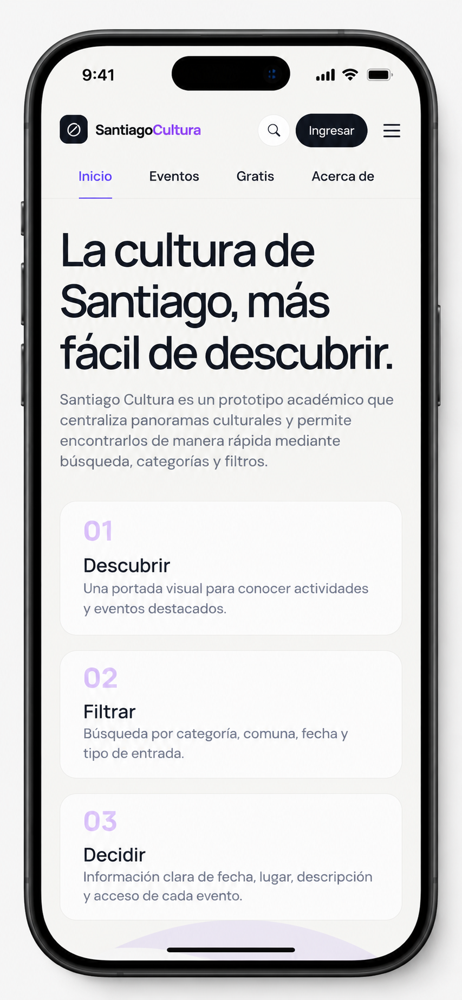 9:41
SantiagoCultura
Ingresar
Inicio Eventos Gratis Acerca de
La cultura de
Santiago, más
fácil de descubrir.
Santiago Cultura es un prototipo académico que
centraliza panoramas culturales y permite
encontrarlos de manera rápida mediante
búsqueda, categorías y filtros.
01
Descubrir
Una portada visual para conocer actividades
y eventos destacados.
02
Filtrar
Búsqueda por categoría, comuna, fecha y
tipo de entrada.
03
Decidir
Información clara de fecha, lugar, descripción
y acceso de cada evento.